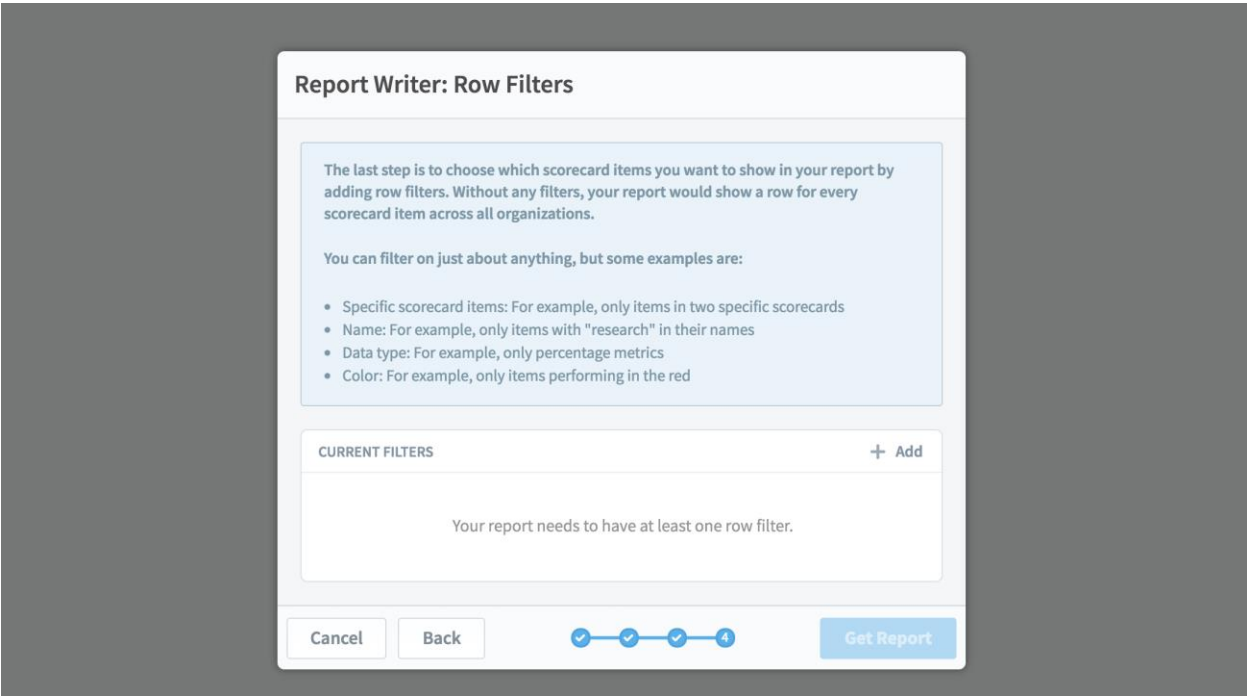 Report Writer: Row Filters
The last step is to choose which scorecard items you want to show in your report by
adding row filters. Without any filters, your report would show a row for every
scorecard item across all organizations.
You can filter on just about anything, but some examples are:
• Specific scorecard items: For example, only items in two specific scorecards
• Name: For example, only items with "research" in their names
• Data type: For example, only percentage metrics
• Color: For example, only items performing in the red
CURRENT FILTERS + Add
Your report needs to have at least one row filter.
Cancel Back 4 Get Report